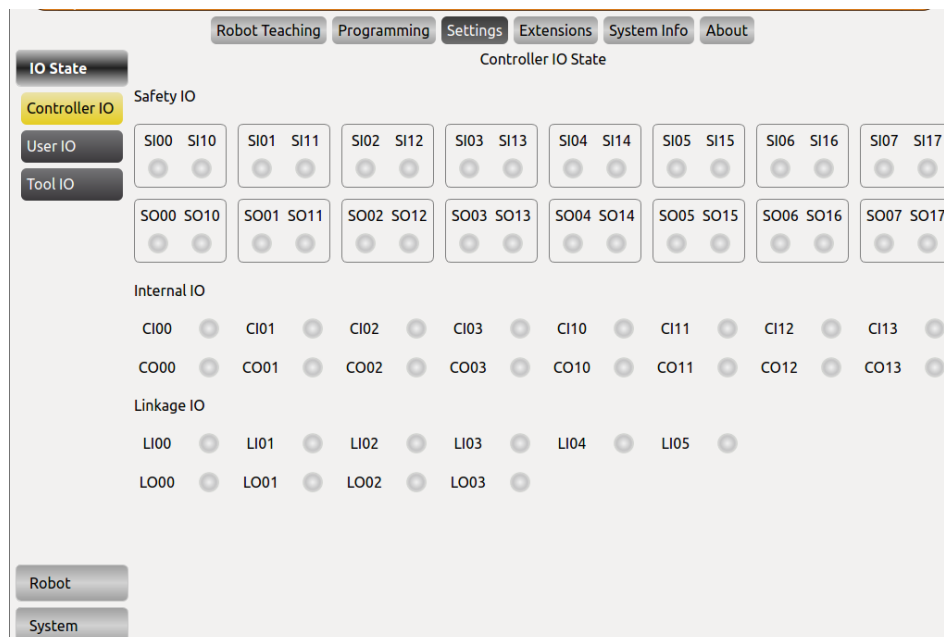 Robot Teaching Programming Settings Extensions System Info About
Controller IO State
IO State
Controller IO
User IO
Tool IO
Safety IO
SI00 SI10 SI01 SI11 SI02 SI12 SI03 SI13 SI04 SI14 SI05 SI15 SI06 SI16 SI07 SI17
SO00 SO10 SO01 SO11 SO02 SO12 SO03 SO13 SO04 SO14 SO05 SO15 SO06 SO16 SO07 SO17
Internal IO
CI00 CI01 CI02 CI03 CI10 CI11 CI12 CI13
CO00 CO01 CO02 CO03 CO10 CO11 CO12 CO13
Linkage IO
LI00 LI01 LI02 LI03 LI04 LI05
LO00 LO01 LO02 LO03
Robot
System